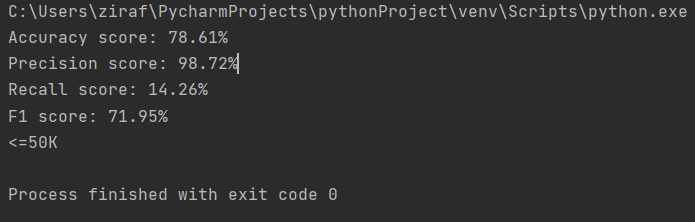 C:\Users\ziraf\PycharmProjects\pythonProject\venv\Scripts\python.exe
Accuracy score: 78.61%
Precision score: 98.72%
Recall score: 14.26%
F1 score: 71.95%
<=50K
Process finished with exit code 0